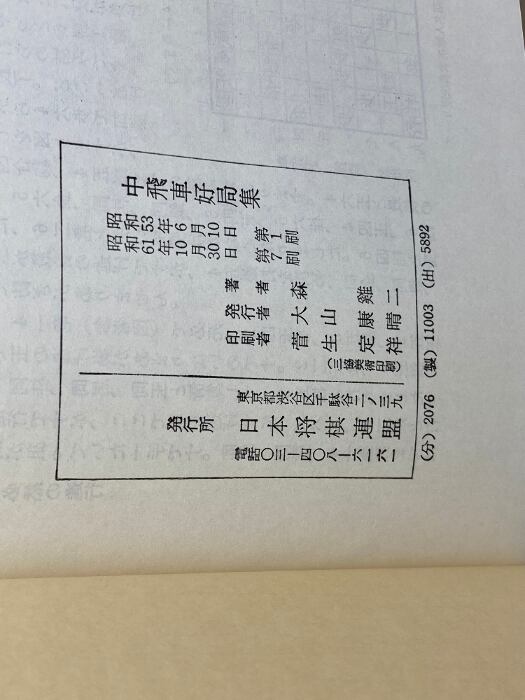 中飛車好局集
昭和53年6月10日 第1刷
昭和61年10月30日 第7刷
著者 森 雞二
発行者 大山康晴
印刷者 菅生定祥
(三協美術印刷)
東京都渋谷区千駄谷二ノ三九
発行所 日本将棋連盟
電話〇三―四〇八―六一六一
(分) 2076 (製) 11003 (出) 5892